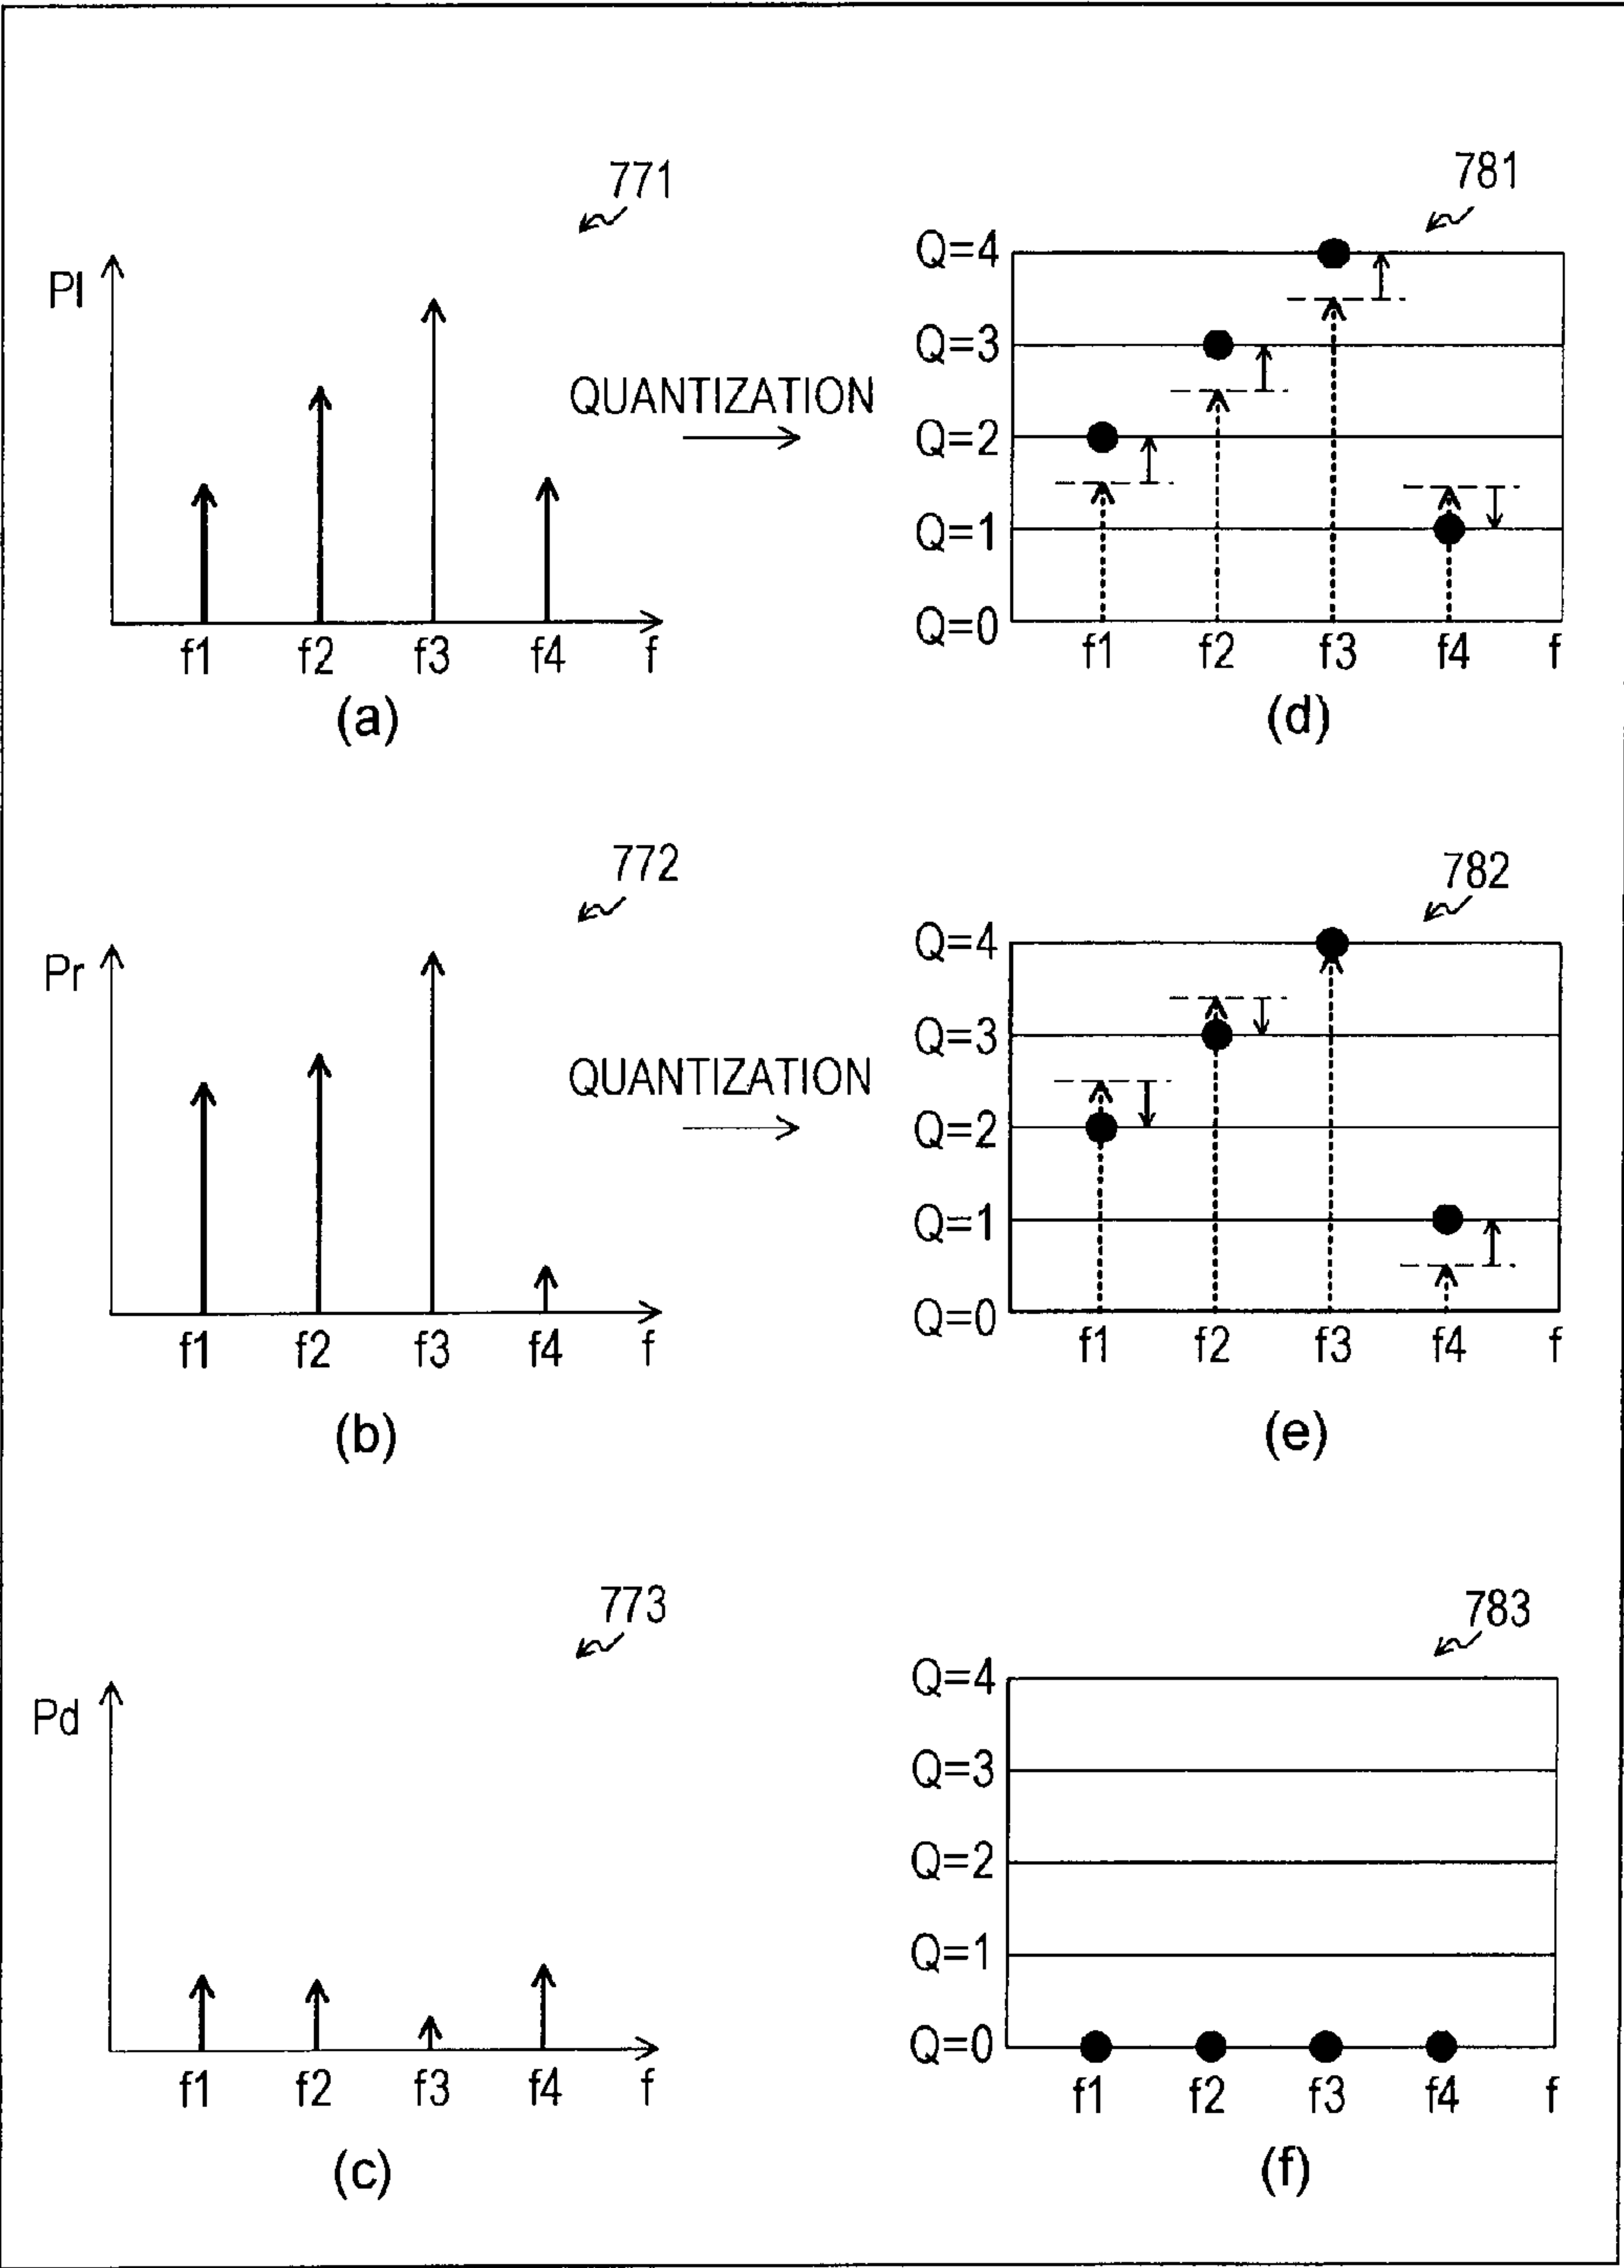 771
Pl
f1 f2 f3 f4 f
(a)
QUANTIZATION
781
Q=4
Q=3
Q=2
Q=1
Q=0
f1 f2 f3 f4 f
(d)
772
Pr
f1 f2 f3 f4 f
(b)
QUANTIZATION
782
Q=4
Q=3
Q=2
Q=1
Q=0
f1 f2 f3 f4 f
(e)
773
Pd
f1 f2 f3 f4 f
(c)
783
Q=4
Q=3
Q=2
Q=1
Q=0
f1 f2 f3 f4 f
(f)